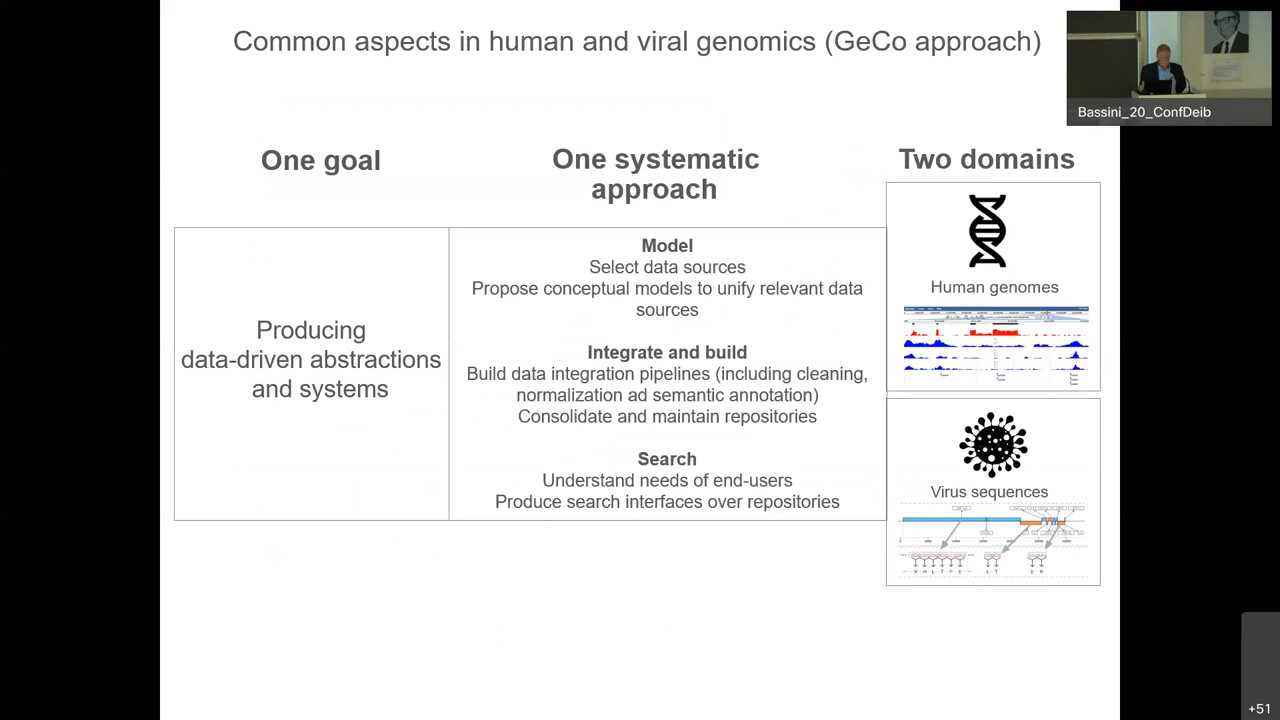 Common aspects in human and viral genomics (GeCo approach)
Bassini_20_ConfDeib
One goal
One systematic
approach
Two domains
Producing
data-driven abstractions
and systems
Model
Select data sources
Propose conceptual models to unify relevant data
sources
Integrate and build
Build data integration pipelines (including cleaning,
normalization ad semantic annotation)
Consolidate and maintain repositories
Search
Understand needs of end-users
Produce search interfaces over repositories
Human genomes
Virus sequences
V H L T F E
L T
E K
+51